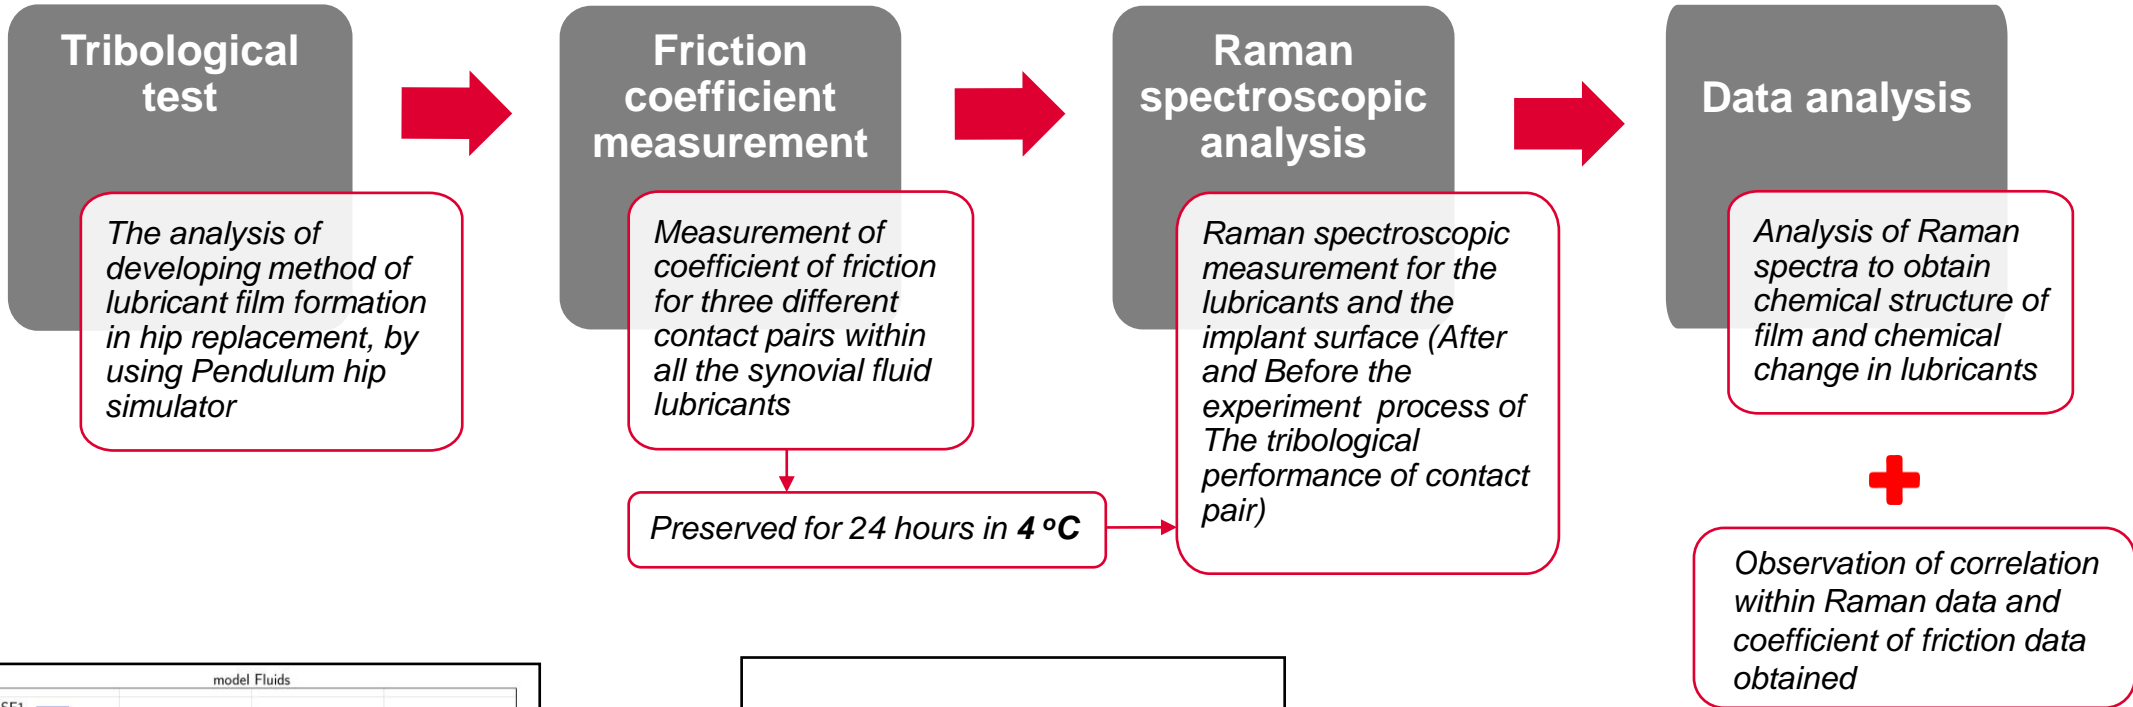 Tribological
test
The analysis of
developing method of
lubricant film formation
in hip replacement, by
using Pendulum hip
simulator
Friction
coefficient
measurement
Measurement of
coefficient of friction
for three different
contact pairs within
all the synovial fluid
lubricants
Preserved for 24 hours in 4 ºC
Raman
spectroscopic
analysis
Raman spectroscopic
measurement for the
lubricants and the
implant surface (After
and Before the
experiment process of
The tribological
performance of contact
pair)
Data analysis
Analysis of Raman
spectra to obtain
chemical structure of
film and chemical
change in lubricants
Observation of correlation
within Raman data and
coefficient of friction data
obtained
model Fluids